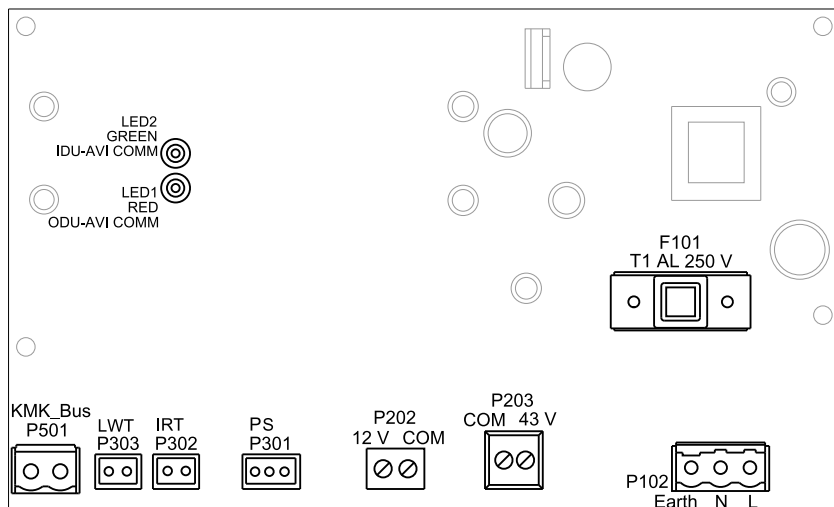 LED2
GREEN
IDU-AVI COMM
LED1
RED
ODU-AVI COMM
F101
T1 AL 250 V
KMK_Bus
P501
LWT
P303
IRT
P302
PS
P301
P202
12 V COM
P203
COM 43 V
P102
Earth N L